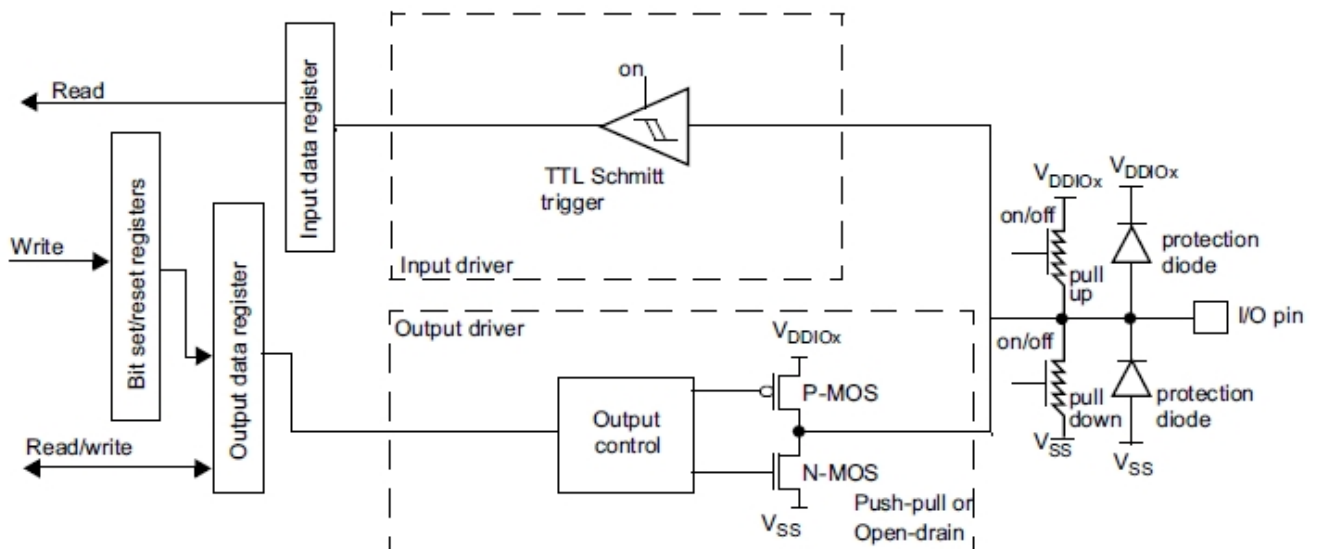 Read
Bit set/reset registers
Write
Output data register
Read/write
Input data register
on
TTL Schmitt
trigger
Input driver
Output driver
Output
control
VDDIOx
P-MOS
N-MOS
VSS
Push-pull or
Open-drain
VDDIOx
VDDIOx
on/off
pull
up
protection
diode
I/O pin
on/off
pull
down
protection
diode
VSS
VSS